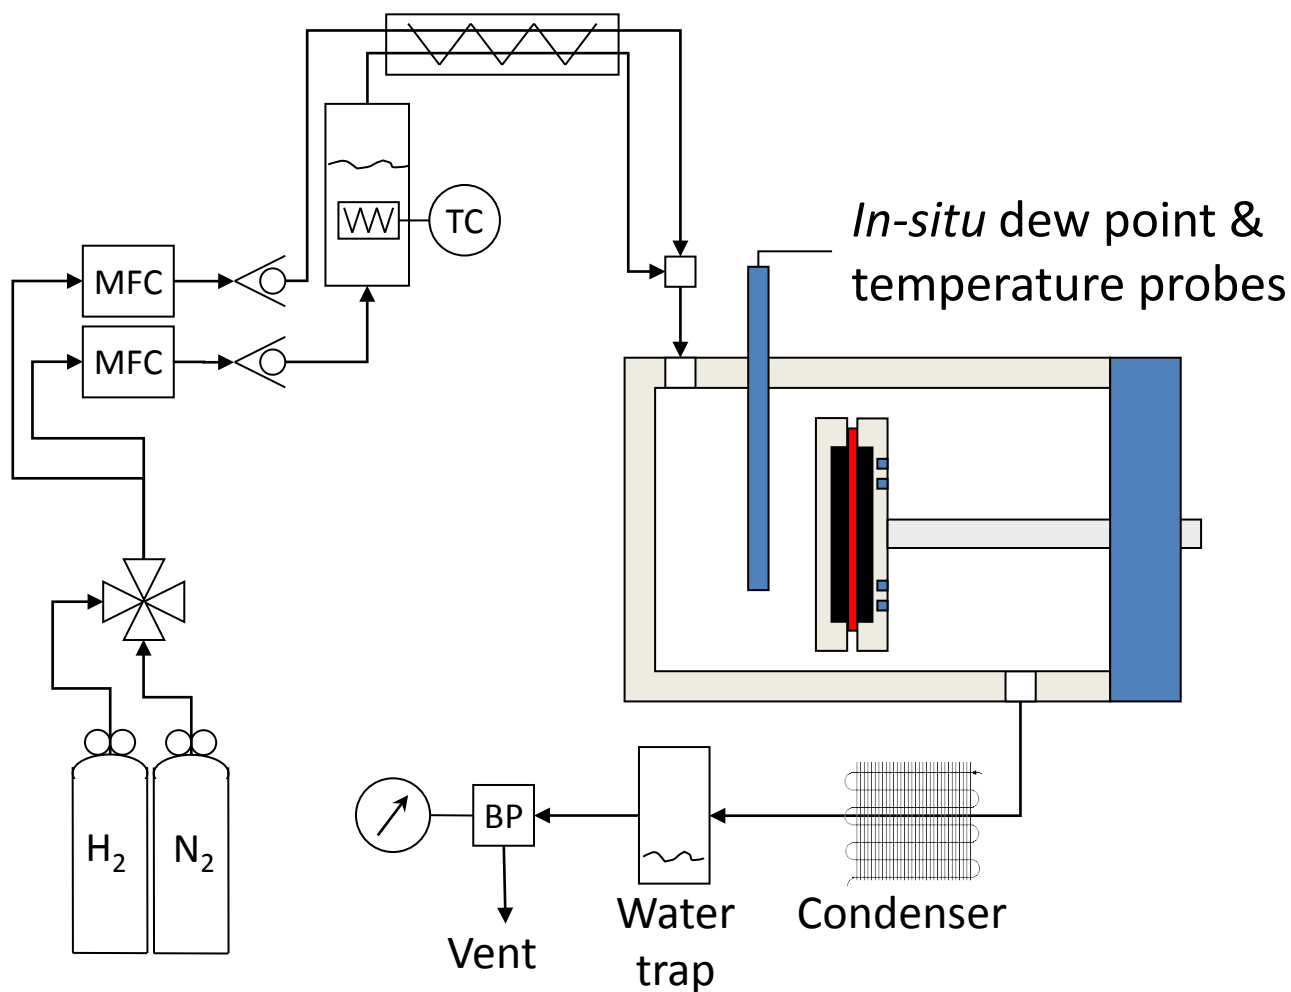 TC
In-situ dew point &
temperature probes
MFC
MFC
H₂
N₂
BP
Vent
Water
trap
Condenser